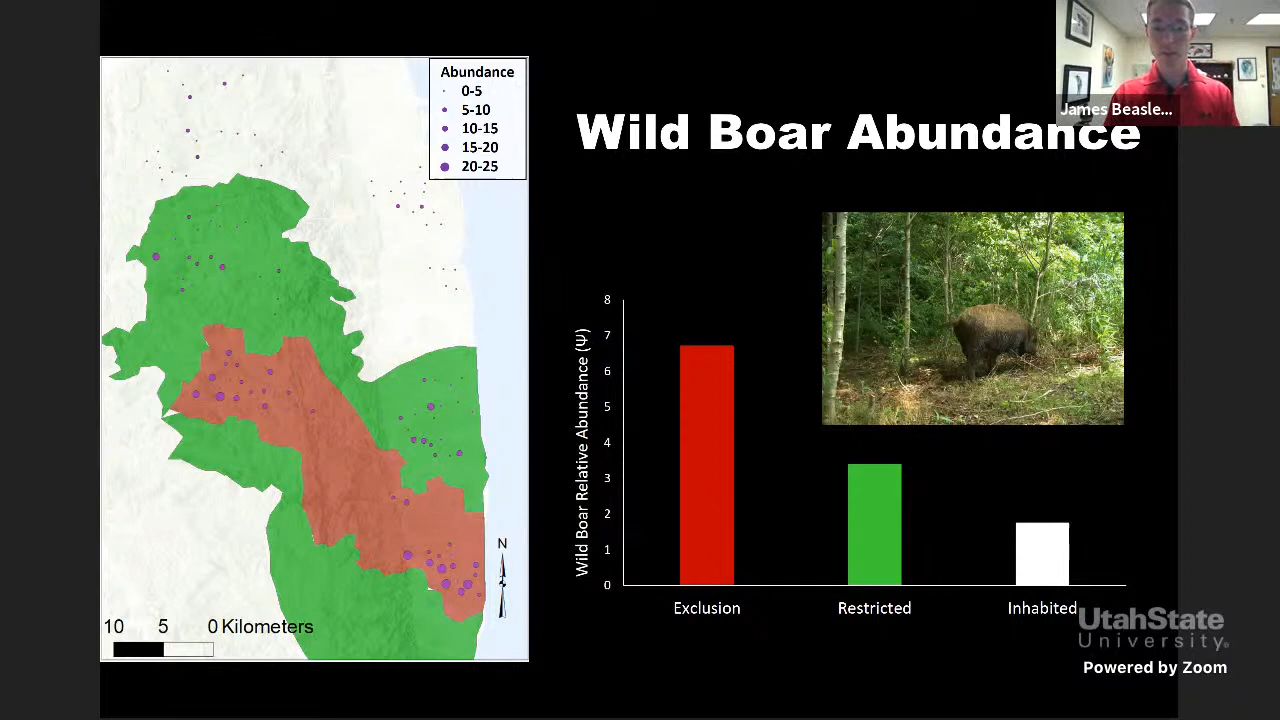 James Beasle...
Wild Boar Abundance
Abundance
0-5
5-10
10-15
15-20
20-25
N
10 5 0 Kilometers
Wild Boar Relative Abundance (Ψ)
8
7
6
5
4
3
2
1
0
Exclusion Restricted Inhabited
UtahState
University®
Powered by Zoom